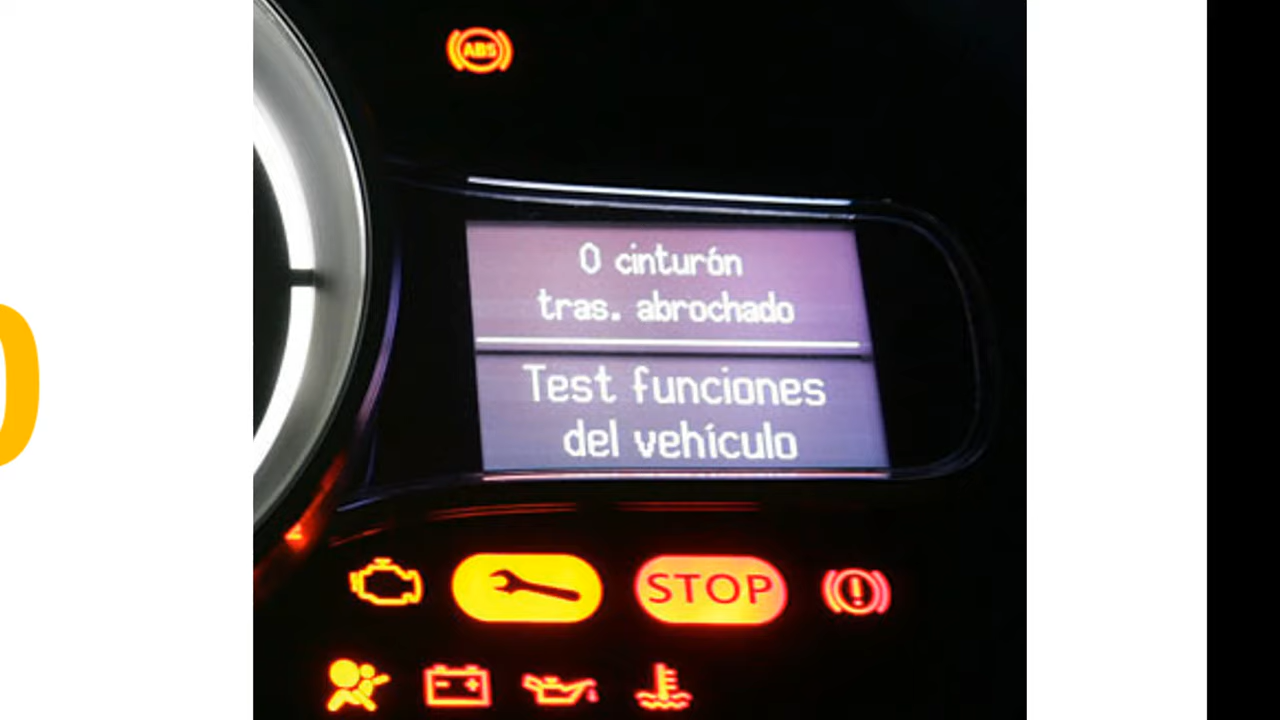 ABS
0 cinturón
tras. abrochado
Test funciones
del vehículo
STOP